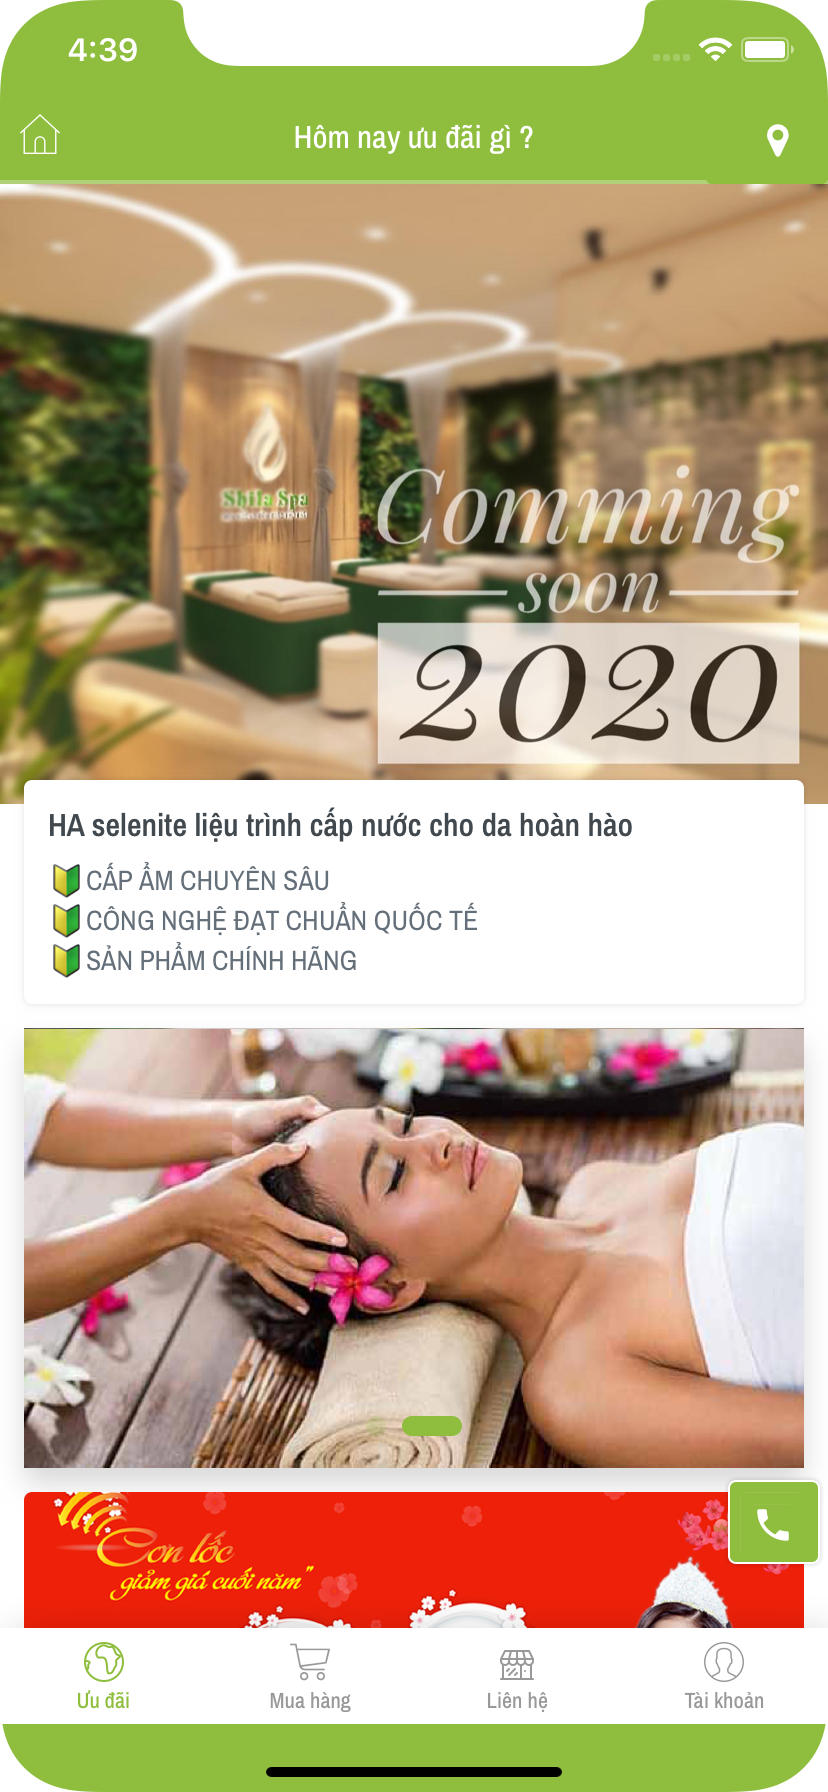 4:39
Hôm nay ưu đãi gì ?
Shila Spa
Comming
soon
2020
HA selenite liệu trình cấp nước cho da hoàn hào
🔰CẤP ẨM CHUYÊN SÂU
🔰CÔNG NGHỆ ĐẠT CHUẨN QUỐC TẾ
🔰SẢN PHẨM CHÍNH HÃNG
Cơn lốc
giảm giá cuối năm"
Ưu đãi
Mua hàng
Liên hệ
Tài khoản